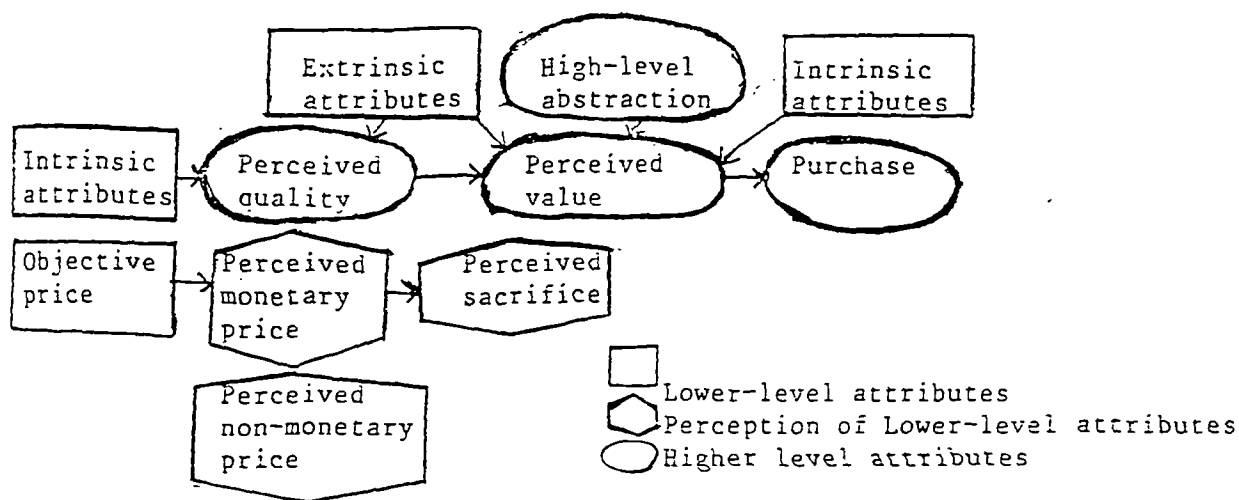 Extrinsic
attributes
High-level
abstraction
Intrinsic
attributes
Intrinsic
attributes
Perceived
quality
Perceived
value
Purchase
Objective
price
Perceived
monetary
price
Perceived
sacrifice
Perceived
non-monetary
price
Lower-level attributes
Perception of Lower-level attributes
Higher level attributes